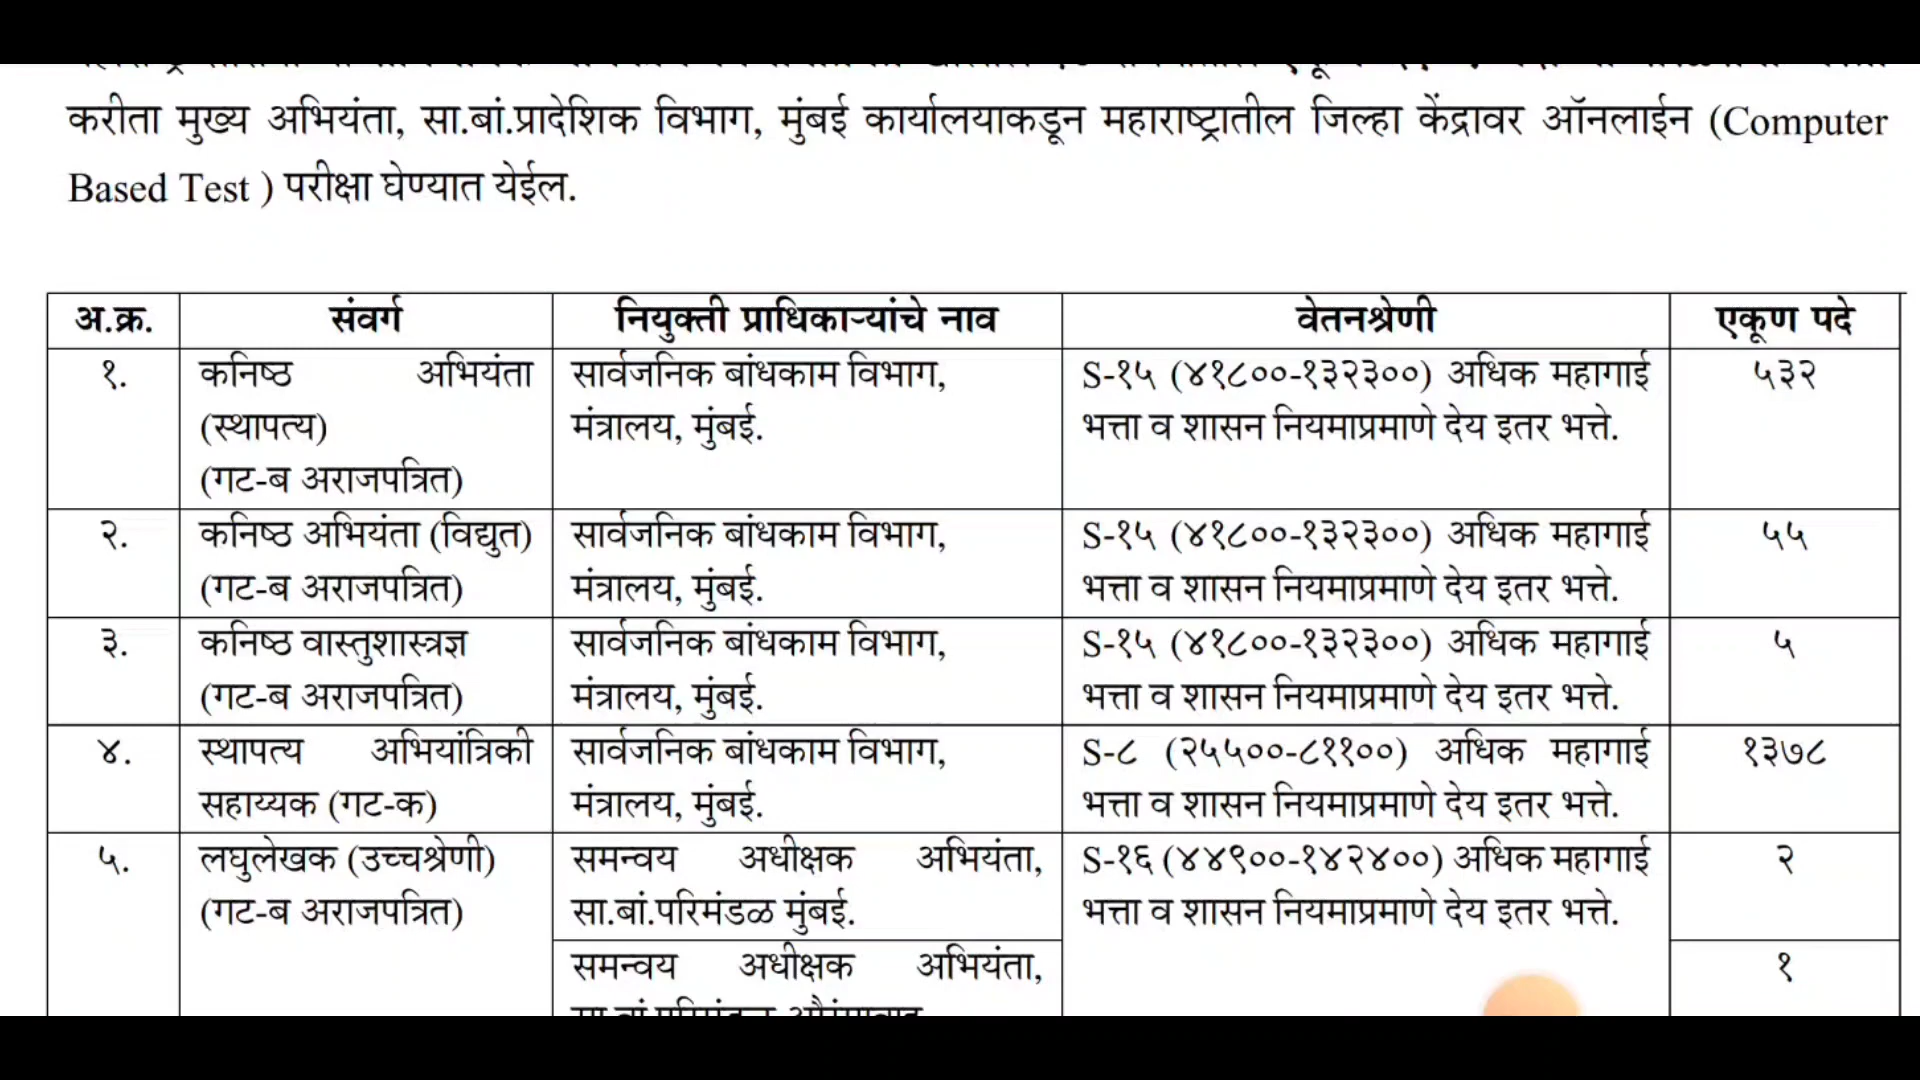 करीता मुख्य अभियंता, सा.बां.प्रादेशिक विभाग, मुंबई कार्यालयाकडून महाराष्ट्रातील जिल्हा केंद्रावर ऑनलाईन (Computer
Based Test ) परीक्षा घेण्यात येईल.
अ.क्र. संवर्ग नियुक्ती प्राधिकाऱ्यांचे नाव वेतनश्रेणी एकूण पदे
१. कनिष्ठ अभियंता सार्वजनिक बांधकाम विभाग, S-१५ (४१८००-१३२३००) अधिक महागाई ५३२
(स्थापत्य) मंत्रालय, मुंबई. भत्ता व शासन नियमाप्रमाणे देय इतर भत्ते.
(गट-ब अराजपत्रित)
२. कनिष्ठ अभियंता (विद्युत) सार्वजनिक बांधकाम विभाग, S-१५ (४१८००-१३२३००) अधिक महागाई ५५
(गट-ब अराजपत्रित) मंत्रालय, मुंबई. भत्ता व शासन नियमाप्रमाणे देय इतर भत्ते.
३. कनिष्ठ वास्तुशास्त्रज्ञ सार्वजनिक बांधकाम विभाग, S-१५ (४१८००-१३२३००) अधिक महागाई ५
(गट-ब अराजपत्रित) मंत्रालय, मुंबई. भत्ता व शासन नियमाप्रमाणे देय इतर भत्ते.
४. स्थापत्य अभियांत्रिकी सार्वजनिक बांधकाम विभाग, S-८ (२५५००-८११००) अधिक महागाई १३७८
सहाय्यक (गट-क) मंत्रालय, मुंबई. भत्ता व शासन नियमाप्रमाणे देय इतर भत्ते.
५. लघुलेखक (उच्चश्रेणी) समन्वय अधीक्षक अभियंता, S-१६ (४४९००-१४२४००) अधिक महागाई २
(गट-ब अराजपत्रित) सा.बां.परिमंडळ मुंबई. भत्ता व शासन नियमाप्रमाणे देय इतर भत्ते.
समन्वय अधीक्षक अभियंता, १